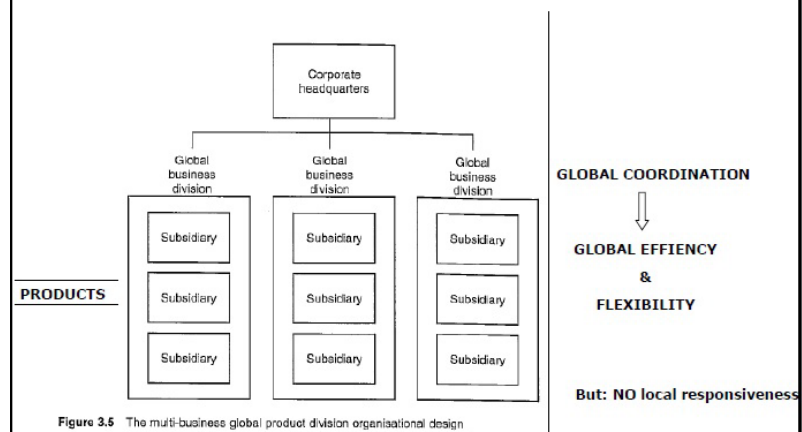 Corporate
headquarters
Global
business
division
Global
business
division
Global
business
division
Subsidiary
Subsidiary
Subsidiary
Subsidiary
Subsidiary
Subsidiary
Subsidiary
Subsidiary
Subsidiary
PRODUCTS
Figure 3.5 The multi-business global product division organisational design
GLOBAL COORDINATION
GLOBAL EFFIENCY
&
FLEXIBILITY
But: NO local responsiveness